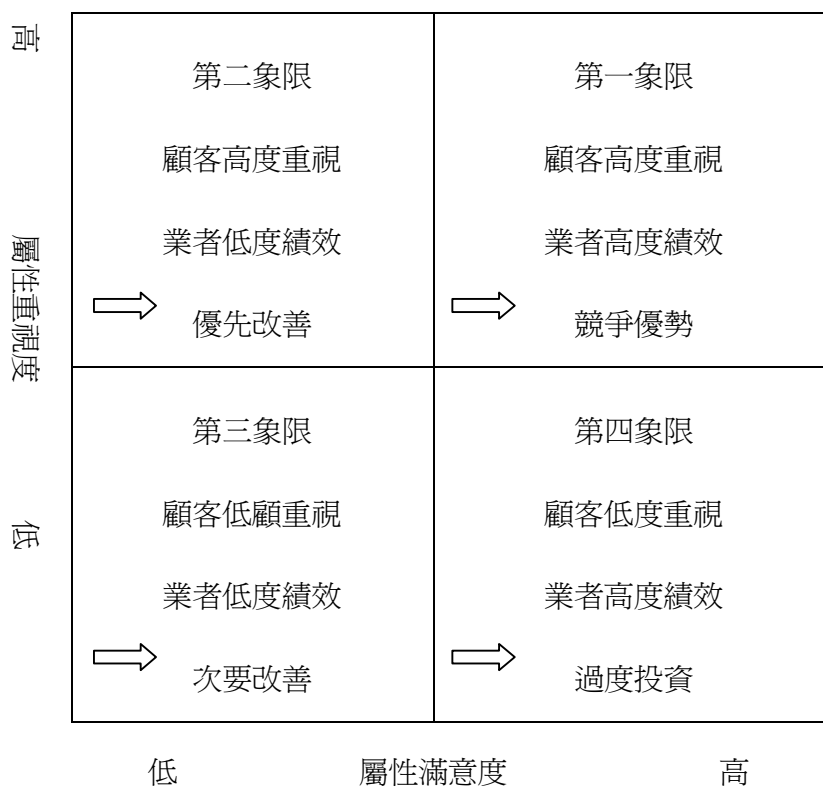 高
屬性重視度
低
第二象限
顧客高度重視
業者低度績效
優先改善
第一象限
顧客高度重視
業者高度績效
競爭優勢
第三象限
顧客低顧重視
業者低度績效
次要改善
第四象限
顧客低度重視
業者高度績效
過度投資
低 屬性滿意度 高